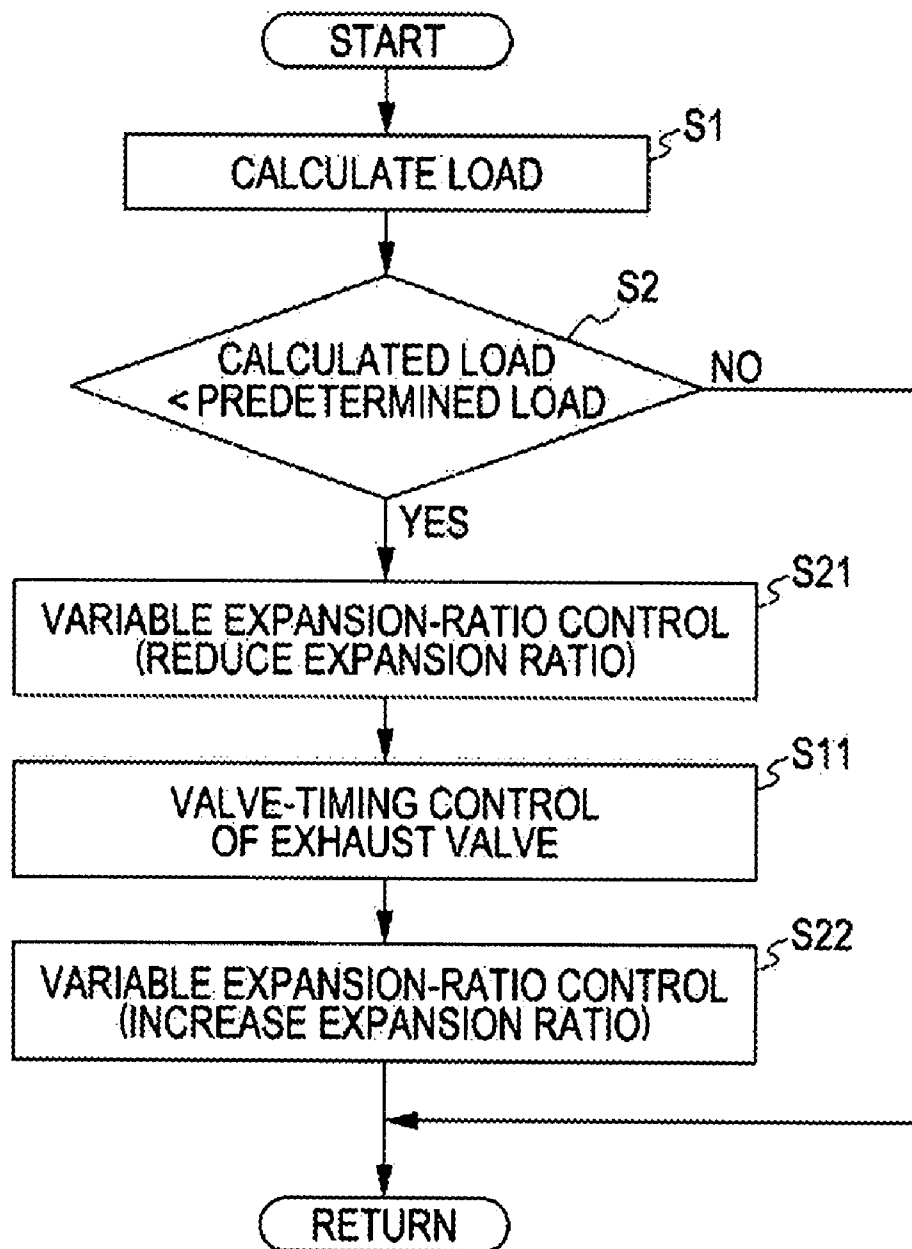 START
S1
CALCULATE LOAD
S2
CALCULATED LOAD
< PREDETERMINED LOAD
NO
YES
S21
VARIABLE EXPANSION-RATIO CONTROL
(REDUCE EXPANSION RATIO)
S11
VALVE-TIMING CONTROL
OF EXHAUST VALVE
S22
VARIABLE EXPANSION-RATIO CONTROL
(INCREASE EXPANSION RATIO)
RETURN